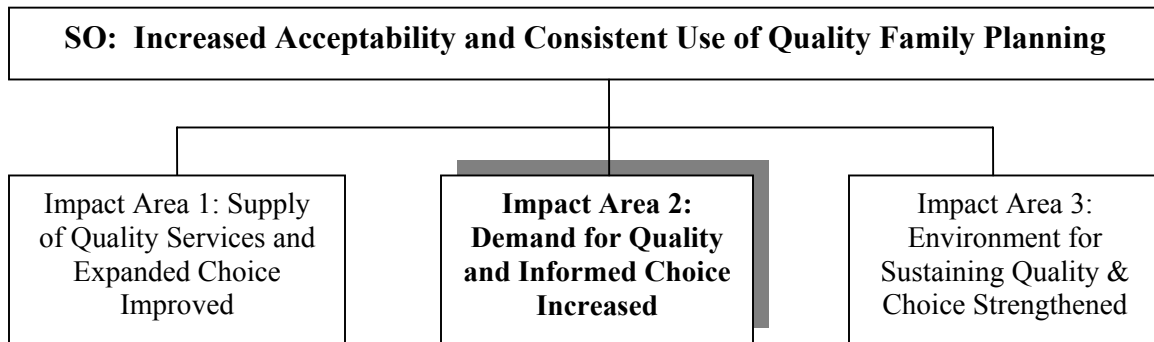 SO: Increased Acceptability and Consistent Use of Quality Family Planning
Impact Area 1: Supply
of Quality Services and
Expanded Choice
Improved
Impact Area 2:
Demand for Quality
and Informed Choice
Increased
Impact Area 3:
Environment for
Sustaining Quality &
Choice Strengthened